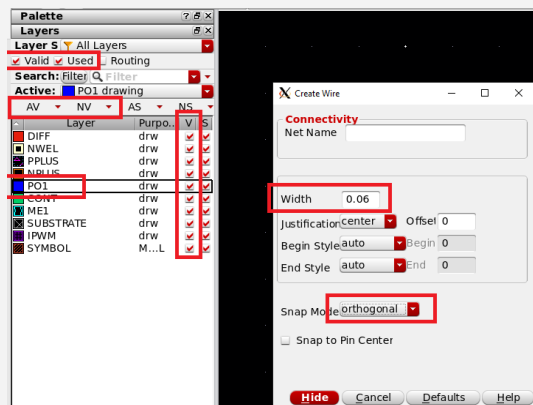 Palette
Layers
Layer S All Layers
Valid Used Routing
Search: Filter Filter
Active: PO1 drawing
AV NV AS NS
Layer Purpo... V S
DIFF drw
NWEL drw
PPLUS drw
NPLUS drw
PO1 drw
CONT drw
ME1 drw
SUBSTRATE drw
IPWM drw
SYMBOL M...L
Create Wire
Connectivity
Net Name
Width 0.06
Justification center Offset 0
Begin Style auto Begin 0
End Style auto End 0
Snap Mode orthogonal
Snap to Pin Center
Hide Cancel Defaults Help